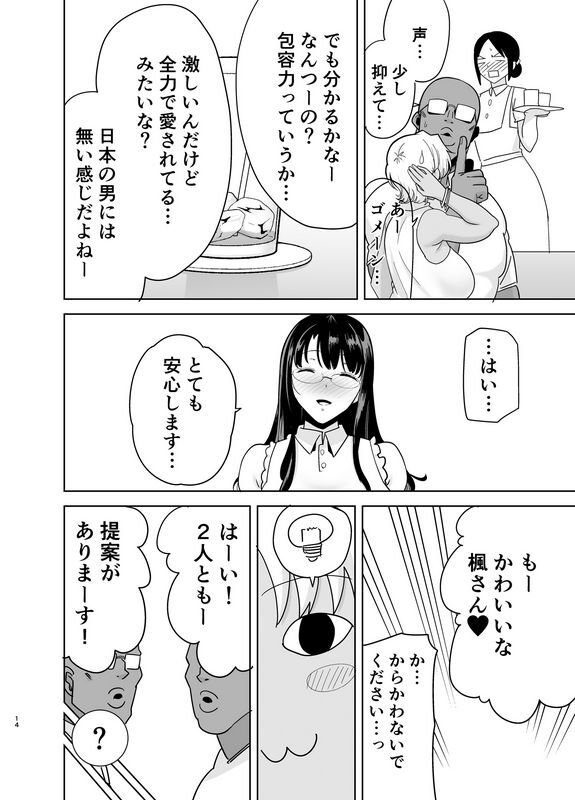 声…
少し
抑えて…
あー
ゴメーン…
でも分かるかなー
なんつーの？
包容力っていうか…
激しいんだけど
全力で愛されてる…
みたいな？
日本の男には
無い感じだよねー
…はい…
とても
安心します…
もー
かわいいな
楓さん♥
か…
からかわないで
ください…っ
はーい！
２人ともー
提案が
ありまーす！
？
14